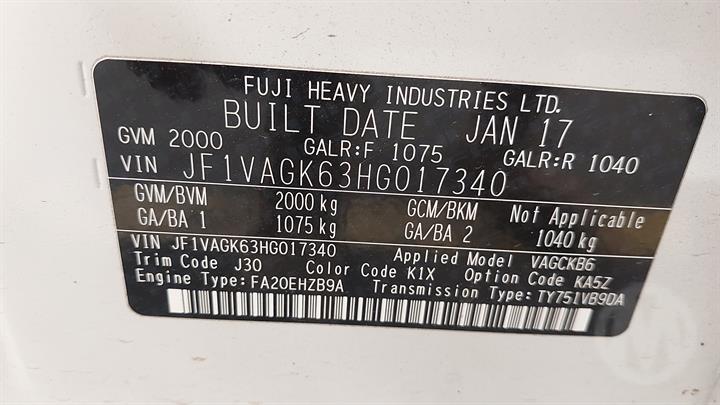 FUJI HEAVY INDUSTRIES LTD.
BUILT DATE JAN 17
GVM 2000 GALR:F 1075 GALR:R 1040
VIN JF1VAGK63HG017340
GVM/BVM 2000 kg GCM/BKM Not Applicable
GA/BA 1 1075 kg GA/BA 2 1040 kg
VIN JF1VAGK63HG017340 Applied Model VAGCKB6
Trim Code J30 Color Code K1X Option Code KA5Z
Engine Type:FA20EHZB9A Transmission Type:TY751VB9DA